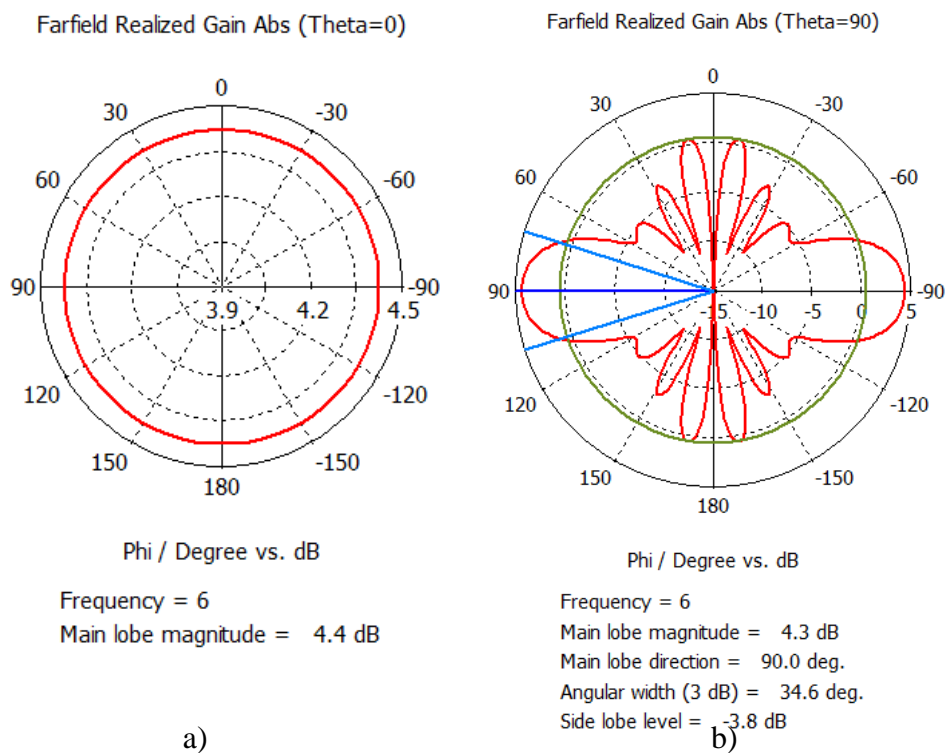 Farfield Realized Gain Abs (Theta=0)
0
30 -30
60 -60
90 3.9 4.2 4.5 -90
120 -120
150 -150
180
Phi / Degree vs. dB
Frequency = 6
Main lobe magnitude = 4.4 dB
a)
Farfield Realized Gain Abs (Theta=90)
0
30 -30
60 -60
90 -15 -10 -5 0 5 -90
120 -120
150 -150
180
Phi / Degree vs. dB
Frequency = 6
Main lobe magnitude = 4.3 dB
Main lobe direction = 90.0 deg.
Angular width (3 dB) = 34.6 deg.
Side lobe level = -3.8 dB
b)